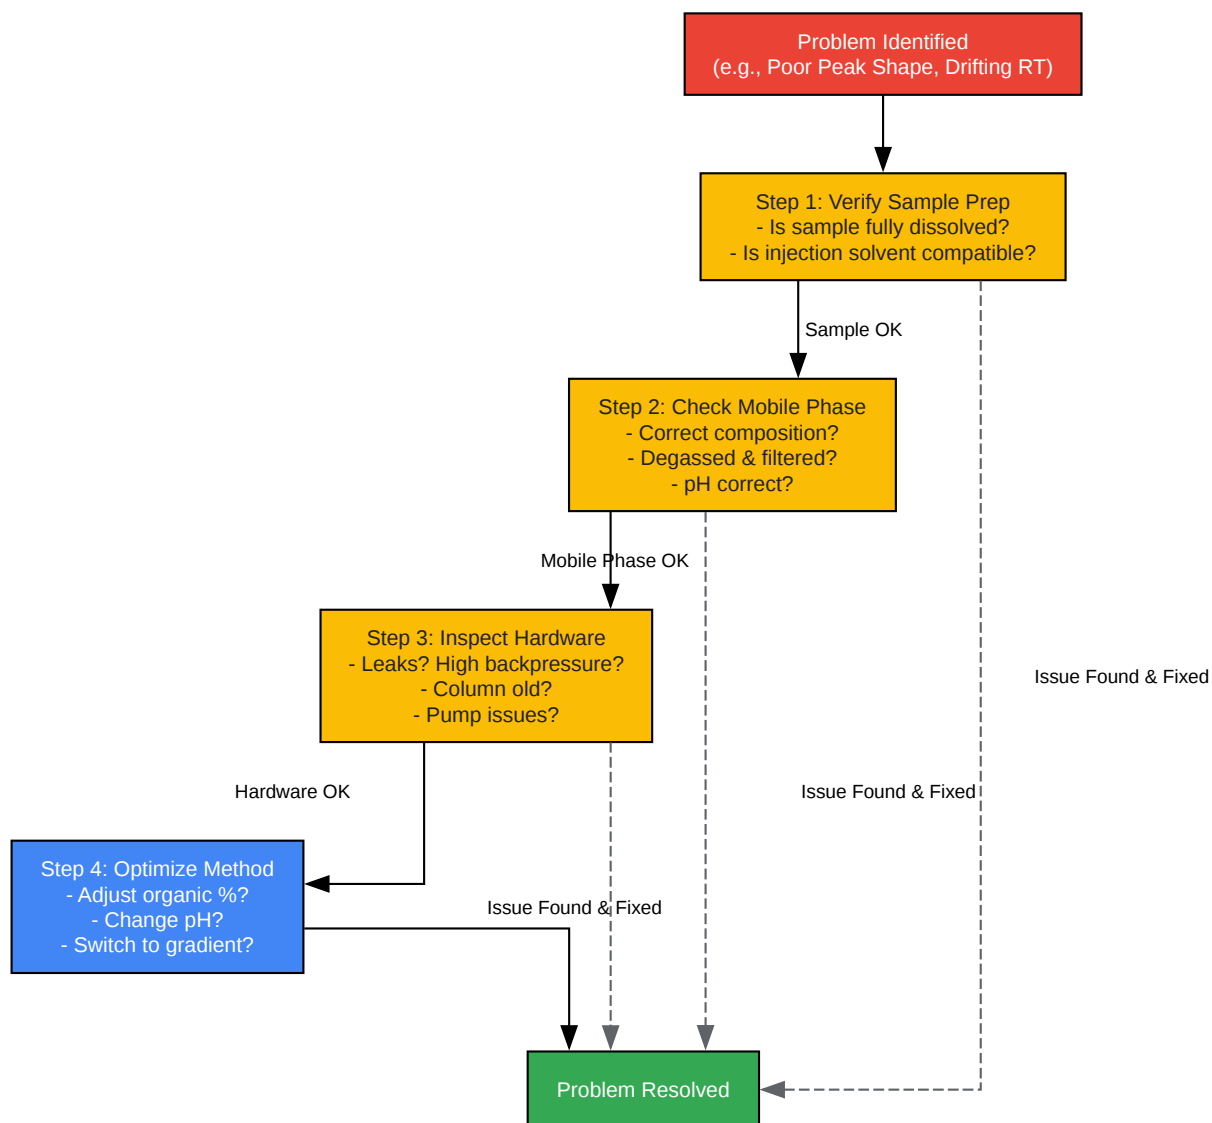 Problem Identified
(e.g., Poor Peak Shape, Drifting RT)
Step 1: Verify Sample Prep
- Is sample fully dissolved?
- Is injection solvent compatible?
Sample OK
Step 2: Check Mobile Phase
- Correct composition?
- Degassed & filtered?
- pH correct?
Mobile Phase OK
Step 3: Inspect Hardware
- Leaks? High backpressure?
- Column old?
- Pump issues?
Issue Found & Fixed
Hardware OK
Issue Found & Fixed
Step 4: Optimize Method
- Adjust organic %?
- Change pH?
- Switch to gradient?
Issue Found & Fixed
Problem Resolved